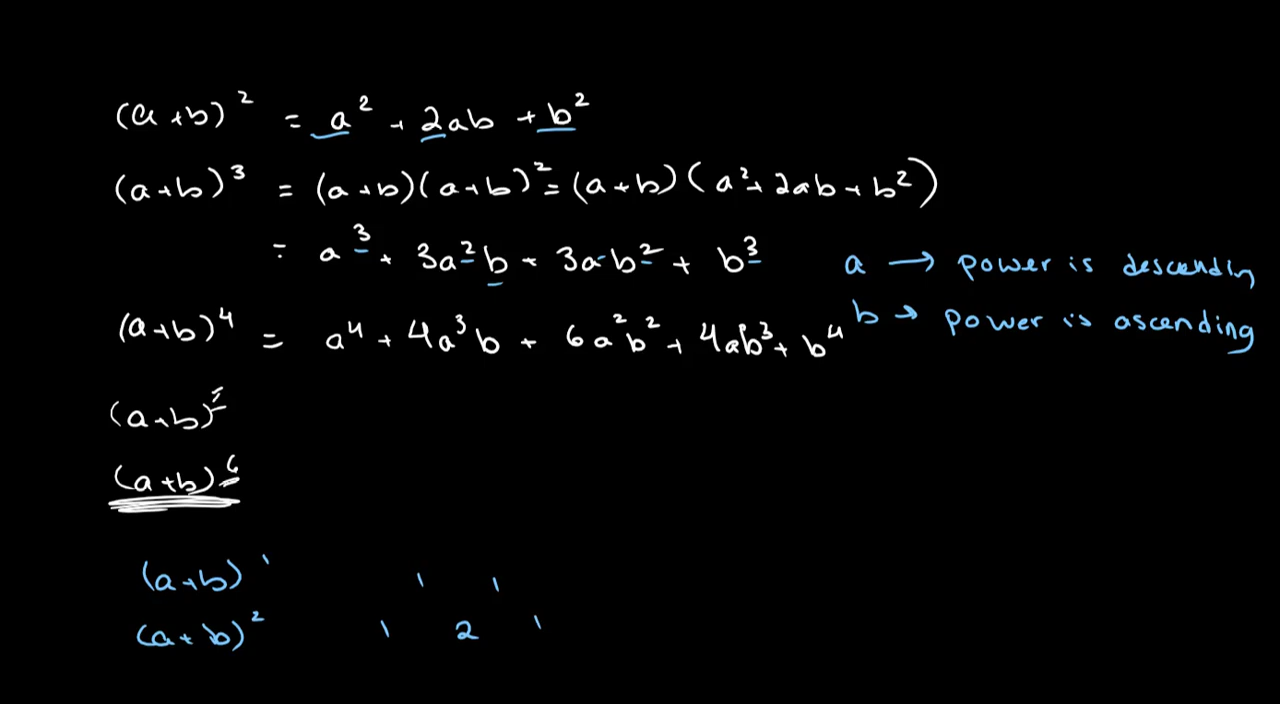 (a+b)² = a² + 2ab + b²
(a+b)³ = (a+b)(a+b)² = (a+b)(a² + 2ab + b²)
= a³ + 3a²b + 3ab² + b³
a → power is descendin
(a+b)⁴ = a⁴ + 4a³b + 6a²b² + 4ab³ + b⁴
b → power is ascending
(a+b)⁵
(a+b)⁶
(a+b)¹ 1 1
(a+b)² 1 2 1